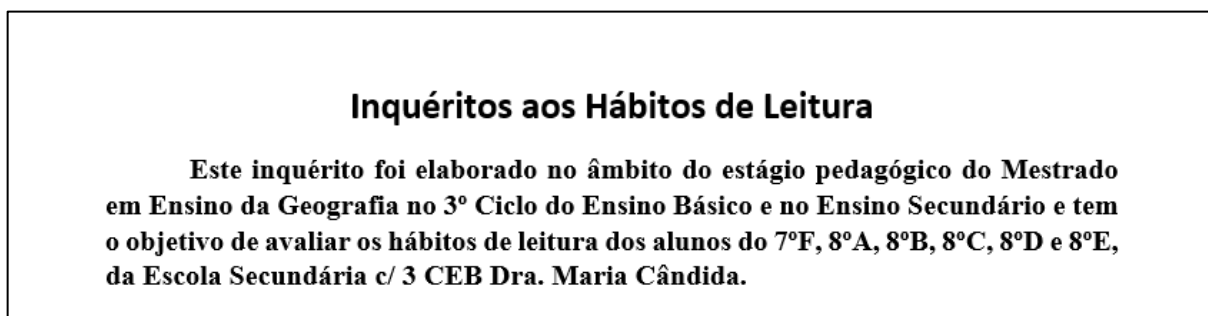 Inquéritos aos Hábitos de Leitura
Este inquérito foi elaborado no âmbito do estágio pedagógico do Mestrado
em Ensino da Geografia no 3º Ciclo do Ensino Básico e no Ensino Secundário e tem
o objetivo de avaliar os hábitos de leitura dos alunos do 7ºF, 8ºA, 8ºB, 8ºC, 8ºD e 8ºE,
da Escola Secundária c/ 3 CEB Dra. Maria Cândida.